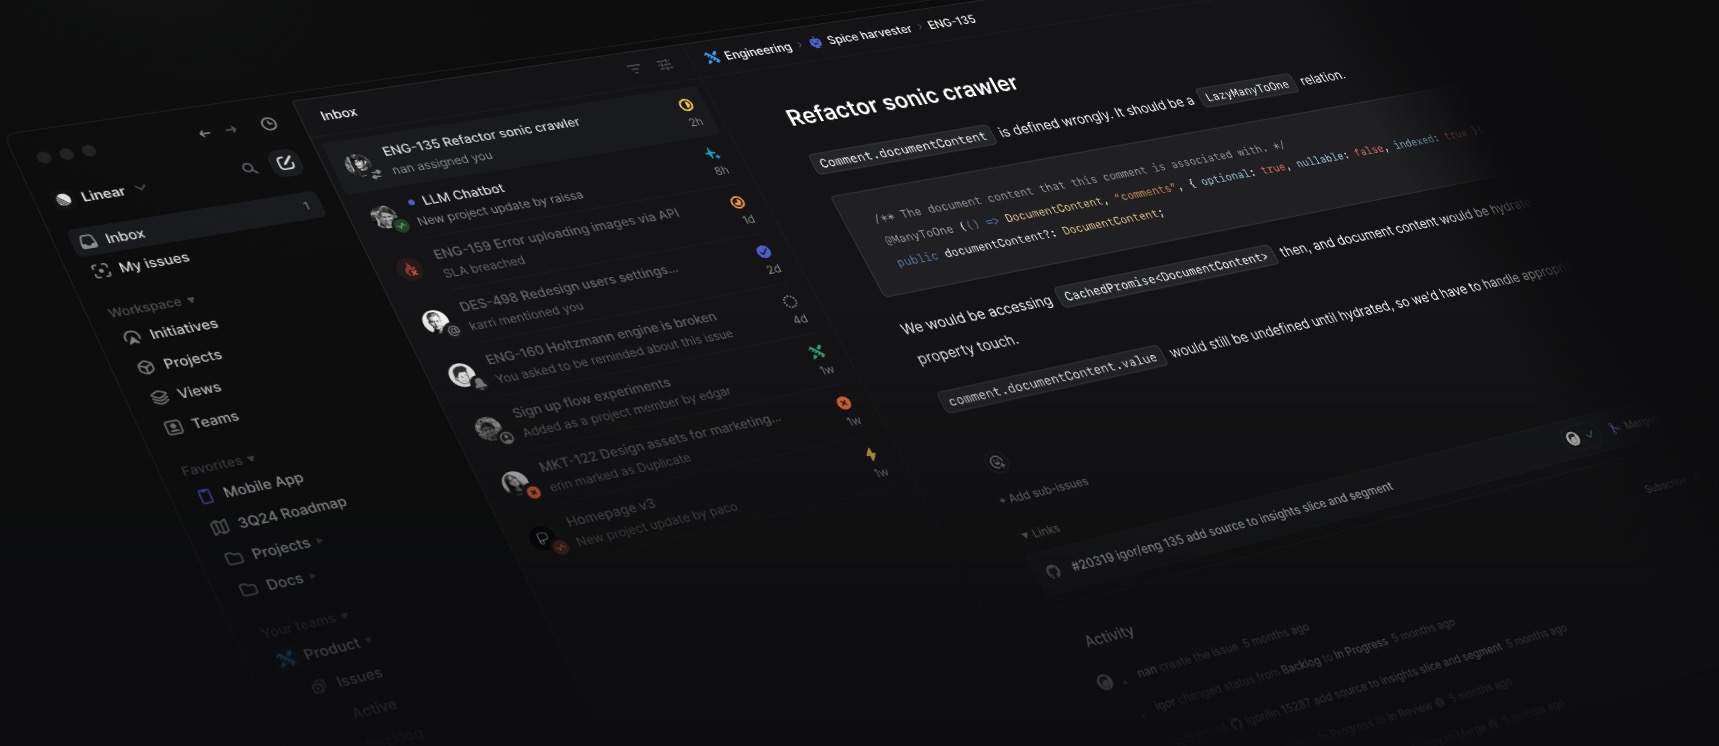 Linear
Inbox 1
My issues
Workspace
Initiatives
Projects
Views
Teams
Favorites
Mobile App
3Q24 Roadmap
Projects
Docs
Your teams
Product
Issues
Active
Backlog
Inbox
ENG-135 Refactor sonic crawler
nan assigned you 2h
LLM Chatbot
New project update by raissa 8h
ENG-159 Error uploading images via API
SLA breached 1d
DES-498 Redesign users settings...
karri mentioned you 2d
ENG-160 Holtzmann engine is broken
You asked to be reminded about this issue 4d
Sign up flow experiments
Added as a project member by edgar 1w
MKT-122 Design assets for marketing...
erin marked as Duplicate 1w
Homepage v3
New project update by paco 1w
Engineering › Spice harvester › ENG-135
Refactor sonic crawler
Comment.documentContent is defined wrongly. It should be a LazyManyToOne relation.
/** The document content that this comment is associated with. */
@ManyToOne (() => DocumentContent, "comments", { optional: true, nullable: false, indexed: true })
public documentContent?: DocumentContent;
We would be accessing CachedPromise<DocumentContent> then, and document content would be hydrate
property touch.
comment.documentContent.value would still be undefined until hydrated, so we'd have to handle appropri
+ Add sub-issues
Links
#20319 igor/eng 135 add source to insights slice and segment Merge
Subscribe
Activity
nan create the issue 5 months ago
igor changed status from Backlog to In Progress 5 months ago
igor/fin 15287 add source to insights slice and segment 5 months ago
In Progress to In Review 5 months ago
to Merge 5 months ago